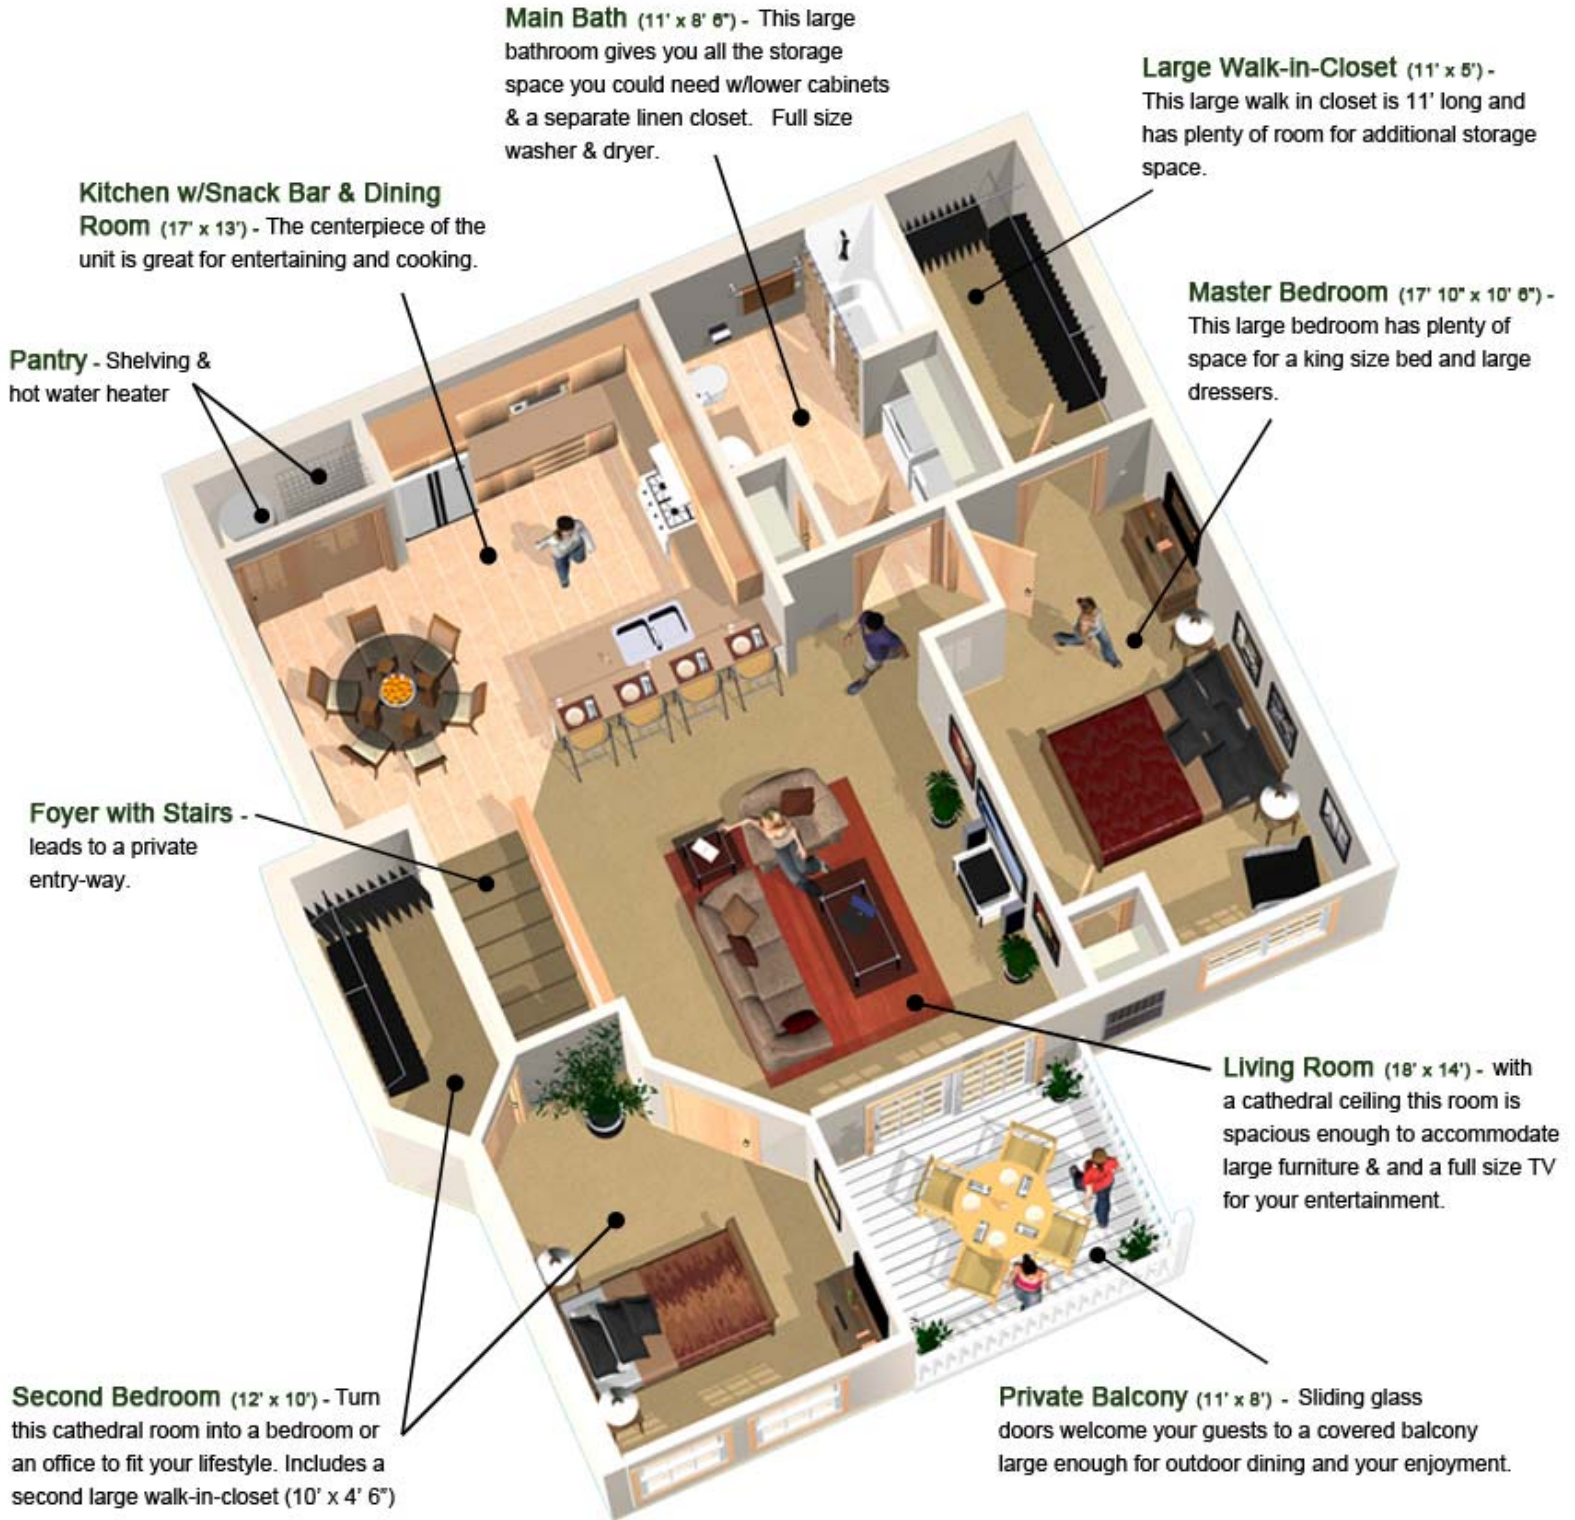 Main Bath (11' x 8' 6") - This large
bathroom gives you all the storage
space you could need w/lower cabinets
& a separate linen closet. Full size
washer & dryer.
Large Walk-in-Closet (11' x 5') -
This large walk in closet is 11' long and
has plenty of room for additional storage
space.
Kitchen w/Snack Bar & Dining
Room (17' x 13') - The centerpiece of the
unit is great for entertaining and cooking.
Master Bedroom (17' 10" x 10' 6") -
This large bedroom has plenty of
space for a king size bed and large
dressers.
Pantry - Shelving &
hot water heater
Foyer with Stairs -
leads to a private
entry-way.
Living Room (18' x 14') - with
a cathedral ceiling this room is
spacious enough to accommodate
large furniture & and a full size TV
for your entertainment.
Second Bedroom (12' x 10') - Turn
this cathedral room into a bedroom or
an office to fit your lifestyle. Includes a
second large walk-in-closet (10' x 4' 6")
Private Balcony (11' x 8') - Sliding glass
doors welcome your guests to a covered balcony
large enough for outdoor dining and your enjoyment.